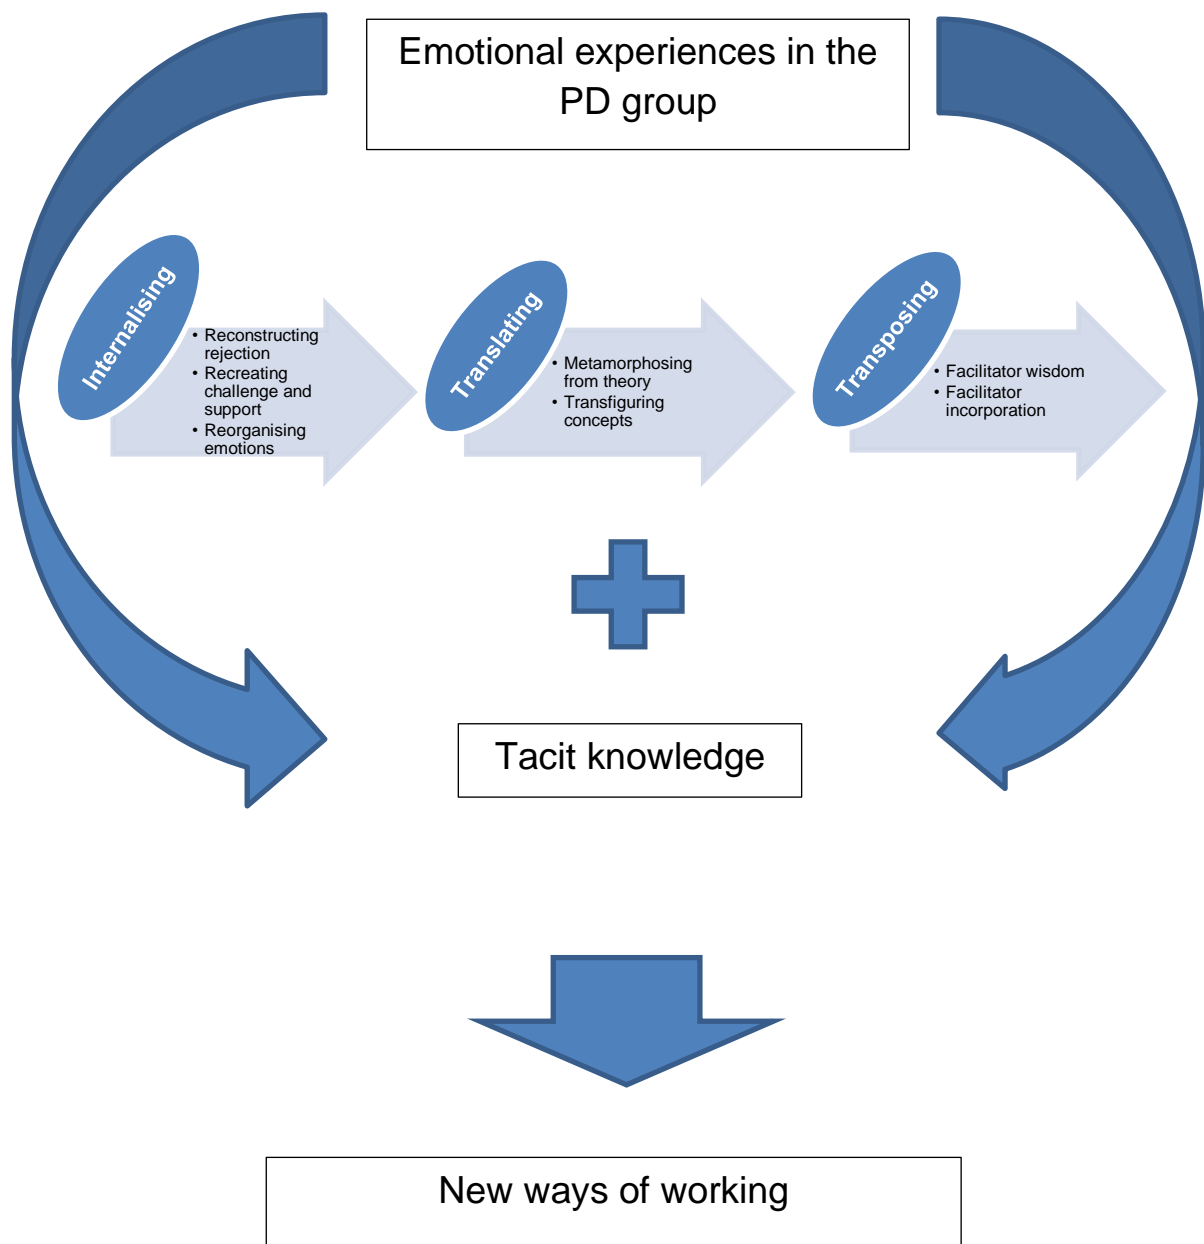 Emotional experiences in the
PD group
Internalising
• Reconstructing
rejection
• Recreating
challenge and
support
• Reorganising
emotions
Translating
• Metamorphosing
from theory
• Transfiguring
concepts
Transposing
• Facilitator wisdom
• Facilitator
incorporation
Tacit knowledge
New ways of working